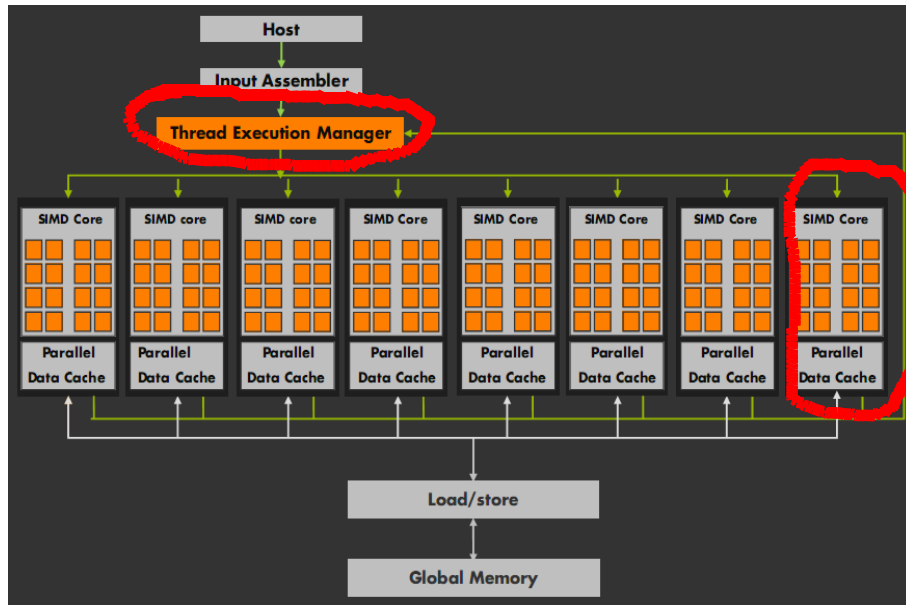 Host
Input Assembler
Thread Execution Manager
SIMD Core
SIMD core
SIMD core
SIMD Core
SIMD Core
SIMD Core
SIMD Core
SIMD Core
Parallel
Data Cache
Parallel
Data Cache
Parallel
Data Cache
Parallel
Data Cache
Parallel
Data Cache
Parallel
Data Cache
Parallel
Data Cache
Parallel
Data Cache
Load/store
Global Memory